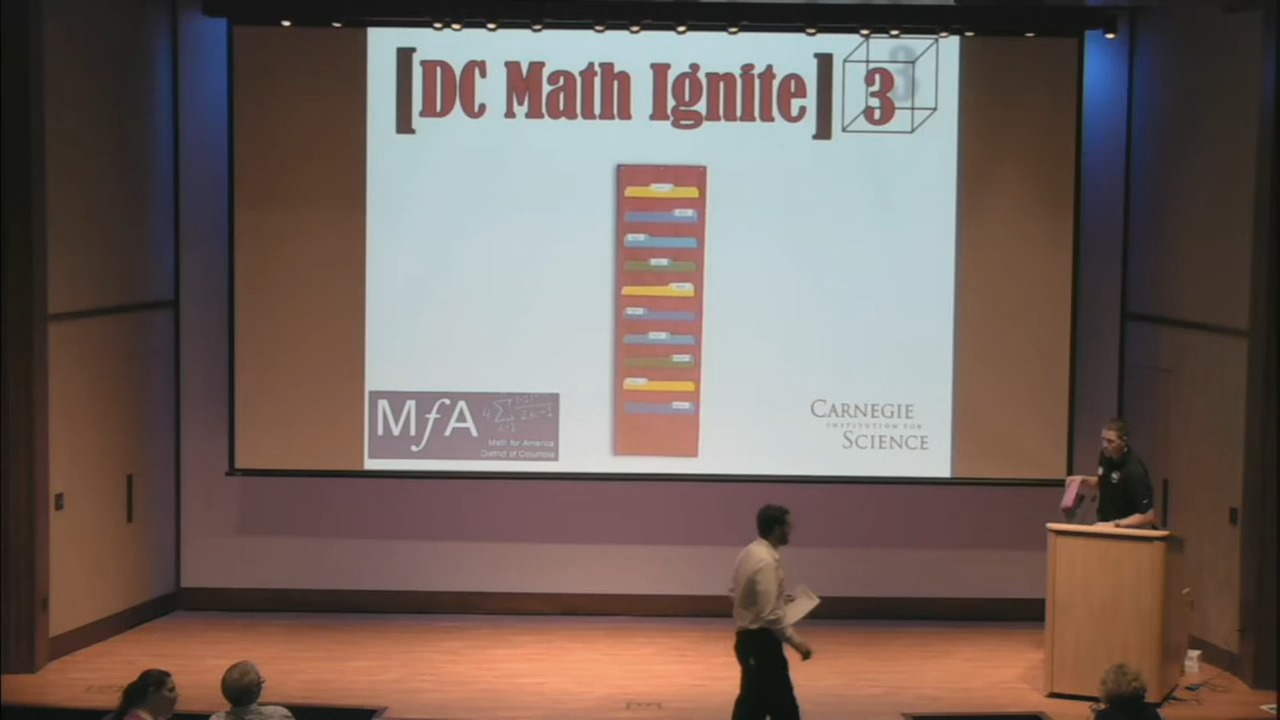 [DC Math Ignite] 3
MfA
Math for America
District of Columbia
CARNEGIE
INSTITUTION FOR
SCIENCE